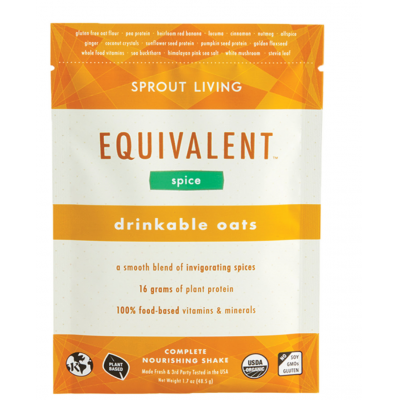 gluten free oat flour · pea protein · heirloom red banana · lucuma · cinnamon · nutmeg · allspice
ginger · coconut crystals · sunflower seed protein · pumpkin seed protein · golden flaxseed
whole food vitamins · sea buckthorn · himalayan pink sea salt · white mushroom · stevia leaf
SPROUT LIVING
EQUIVALENT™
spice
drinkable oats
a smooth blend of invigorating spices
16 grams of plant protein
100% food-based vitamins & minerals
COMPLETE
NOURISHING SHAKE
Made Fresh & 3rd Party Tested in the USA
Net Weight 1.7 oz (48.5 g)
K
PLANT
BASED
USDA
ORGANIC
NO
SOY
GMOs
GLUTEN